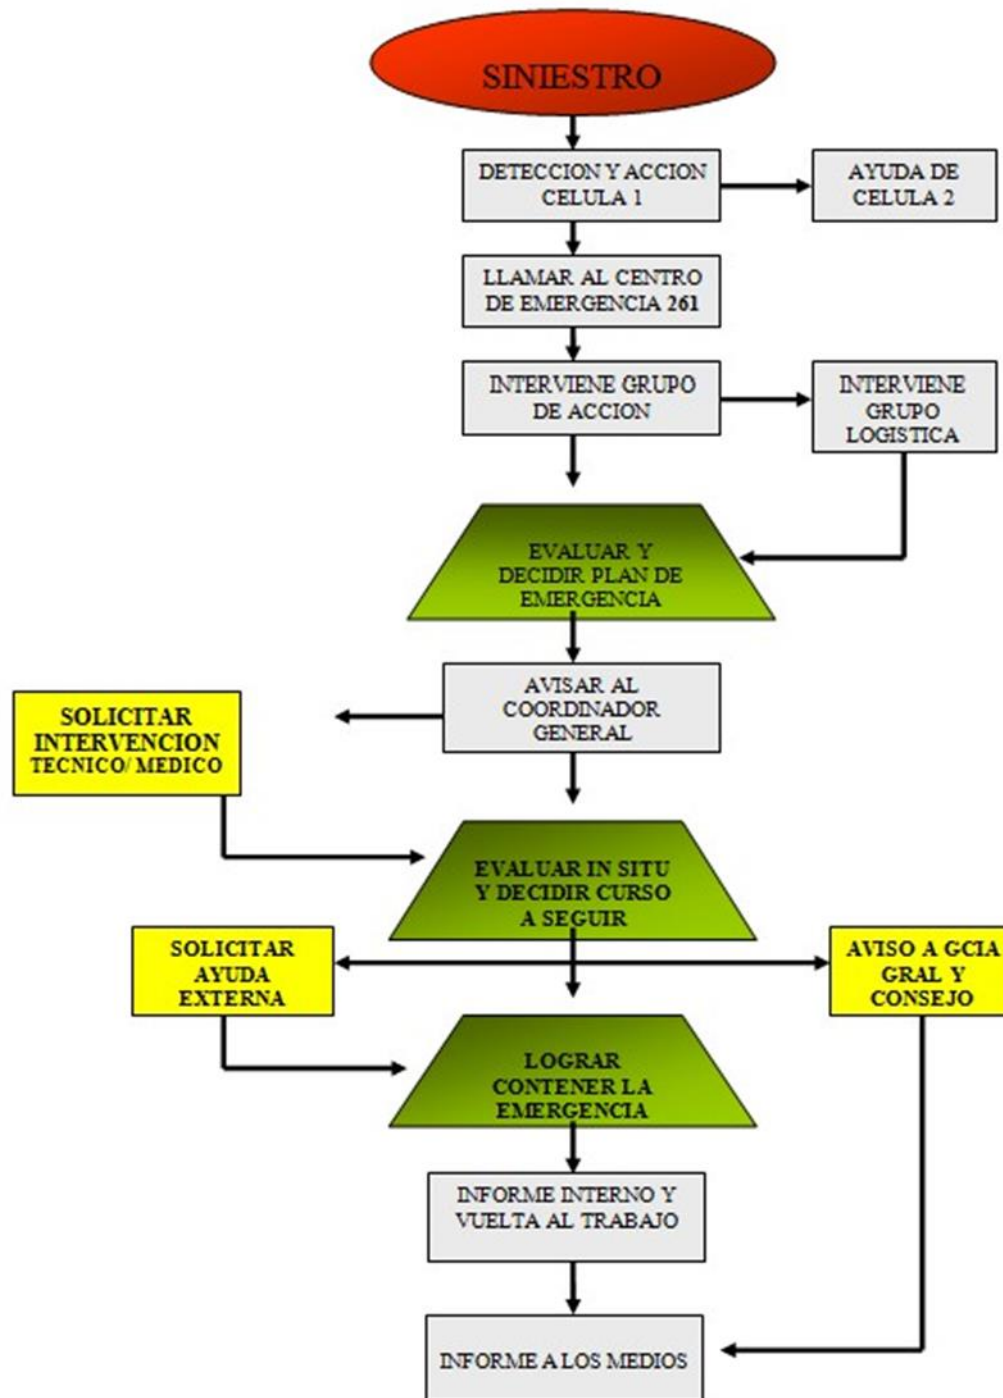 SINIESTRO
DETECCION Y ACCION
CELULA 1
AYUDA DE
CELULA 2
LLAMAR AL CENTRO
DE EMERGENCIA 261
INTERVIENE GRUPO
DE ACCION
INTERVIENE
GRUPO
LOGISTICA
EVALUAR Y
DECIDIR PLAN DE
EMERGENCIA
AVISAR AL
COORDINADOR
GENERAL
SOLICITAR
INTERVENCION
TECNICO/ MEDICO
EVALUAR IN SITU
Y DECIDIR CURSO
A SEGUIR
SOLICITAR
AYUDA
EXTERNA
AVISO A GCIA
GRAL Y
CONSEJO
LOGRAR
CONTENER LA
EMERGENCIA
INFORME INTERNO Y
VUELTA AL TRABAJO
INFORME A LOS MEDIOS